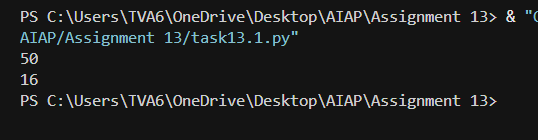 PS C:\Users\TVA6\OneDrive\Desktop\AIAP\Assignment 13> & "
AIAP/Assignment 13/task13.1.py"
50
16
PS C:\Users\TVA6\OneDrive\Desktop\AIAP\Assignment 13>